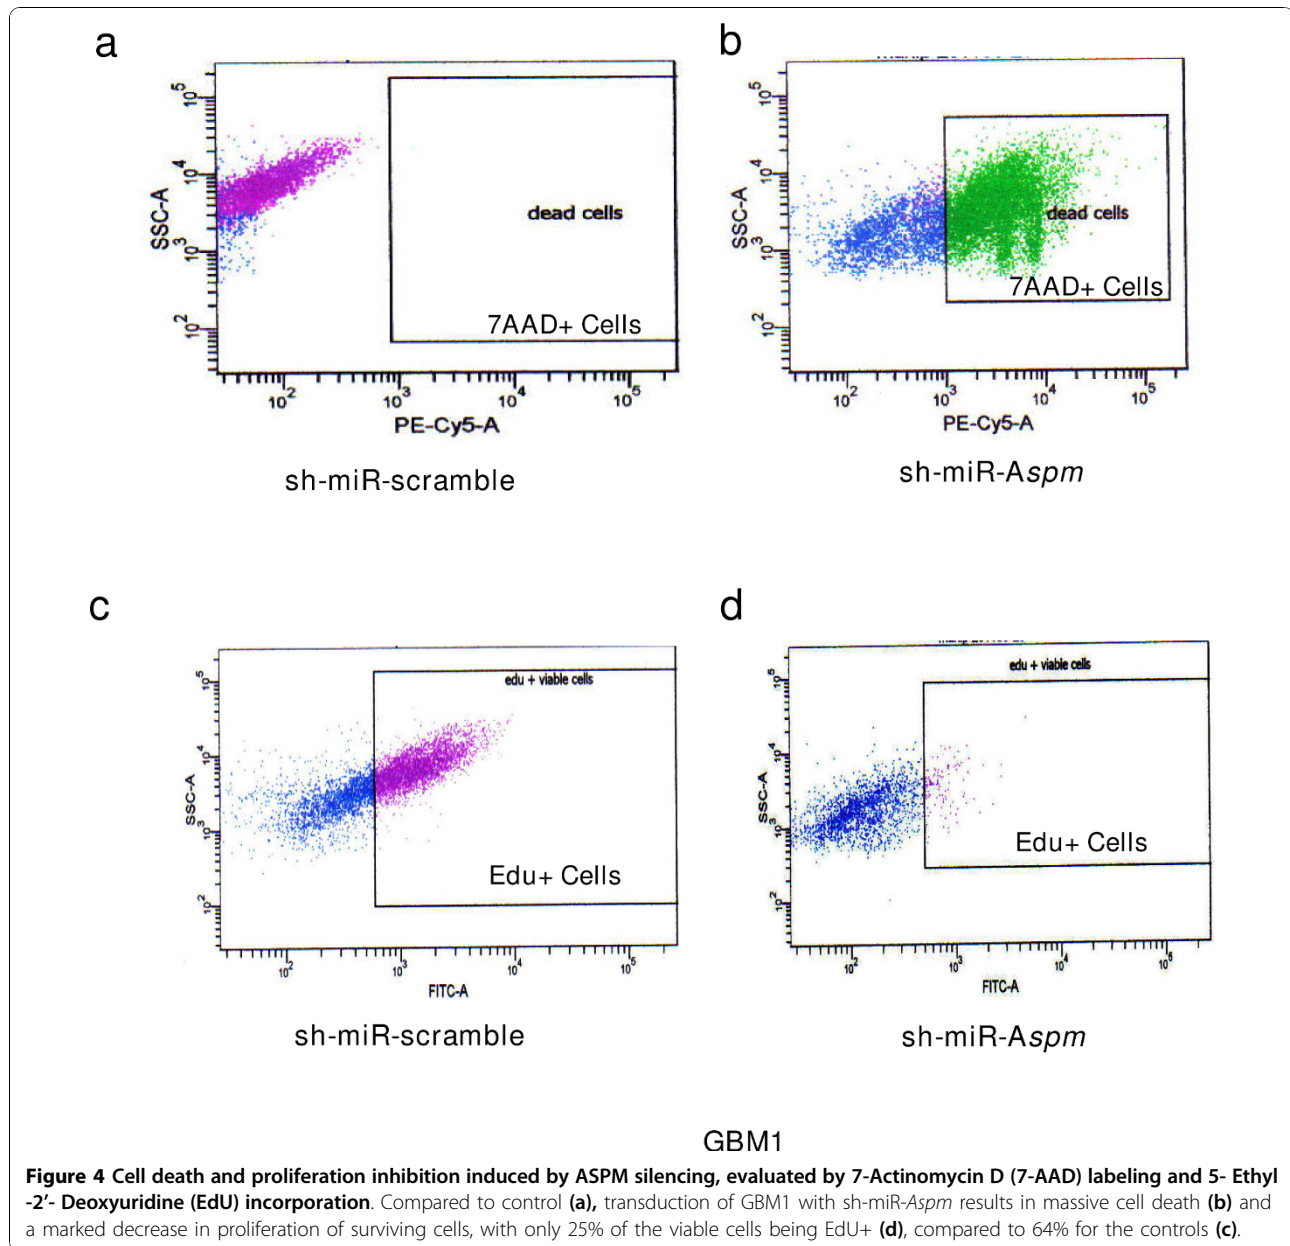 a
b
SSC-A
10^5
10^4
10^3
10^2
dead cells
7AAD+ Cells
10^2
10^3
10^4
10^5
PE-Cy5-A
sh-miR-scramble
SSC-A
10^5
10^4
10^3
10^2
dead cells
7AAD+ Cells
10^2
10^3
10^4
10^5
PE-Cy5-A
sh-miR-Aspm
c
d
SSC-A
10^5
10^4
10^3
10^2
edu + viable cells
Edu+ Cells
10^2
10^3
10^4
10^5
FITC-A
sh-miR-scramble
SSC-A
10^5
10^4
10^3
10^2
edu + viable cells
Edu+ Cells
10^2
10^3
10^4
10^5
FITC-A
sh-miR-Aspm
GBM1
Figure 4 Cell death and proliferation inhibition induced by ASPM silencing, evaluated by 7-Actinomycin D (7-AAD) labeling and 5- Ethyl
-2’- Deoxyuridine (EdU) incorporation. Compared to control (a), transduction of GBM1 with sh-miR-Aspm results in massive cell death (b) and
a marked decrease in proliferation of surviving cells, with only 25% of the viable cells being EdU+ (d), compared to 64% for the controls (c).